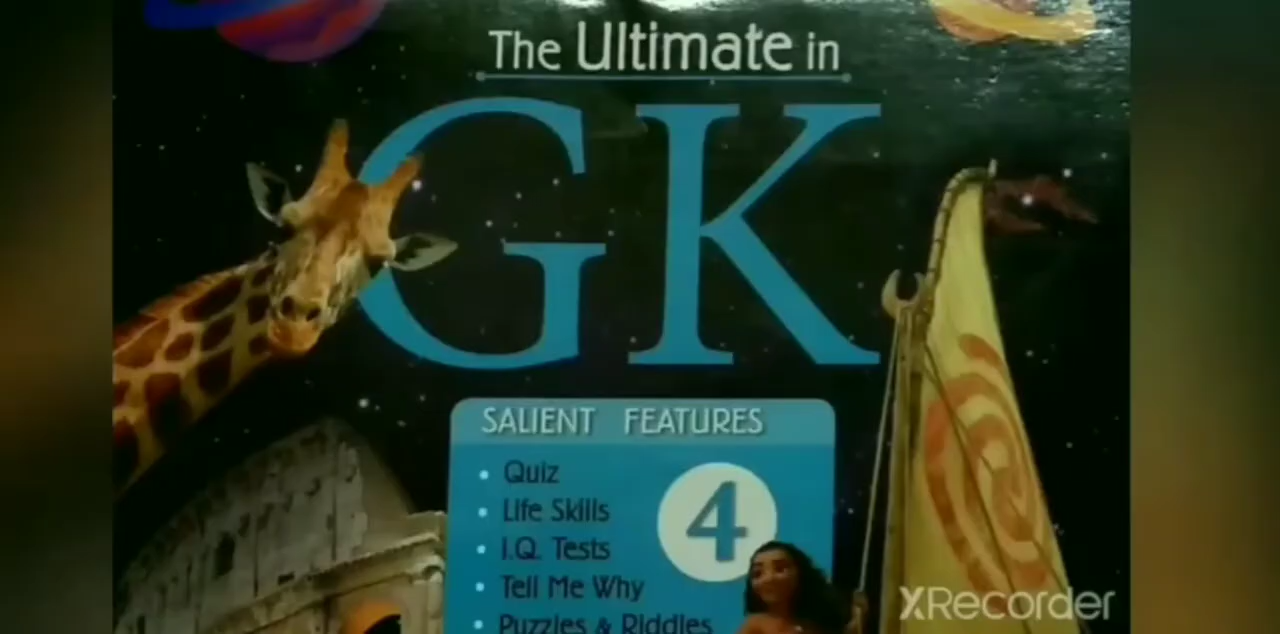 The Ultimate in
GK
SALIENT FEATURES
• Quiz
• Life Skills
• I.Q. Tests
• Tell Me Why
• Puzzles & Riddles
4
XRecorder